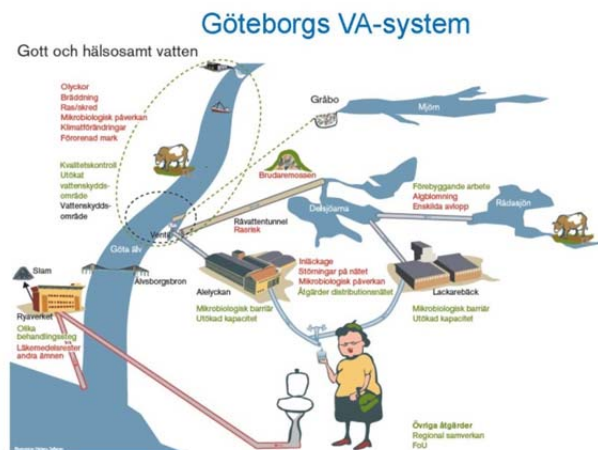 Göteborgs VA-system
Gott och hälsosamt vatten
Olyckor
Bräddning
Ras/skred
Mikrobiologisk påverkan
Klimatförändringar
Förorenad mark
Gråbo
Mjörn
Kvalitetskontroll
Utökat
vattenskydds-
område
Vattenskydds-
område
Brudaremossen
Förebyggande arbete
Algblomning
Enskilda avlopp
Rådasjön
Delsjöarna
Råvattentunnel
Rasrisk
Göta älv
Slam
Älvsborgsbron
Inläckage
Störningar på nätet
Mikrobiologisk påverkan
Åtgärder distributionsnätet
Alelyckan
Mikrobiologisk barriär
Utökad kapacitet
Lackarebäck
Mikrobiologisk barriär
Utökad kapacitet
Ryaverket
Olika
behandlingssteg
Läkemedelsrester
andra ämnen
Övriga åtgärder
Regional samverkan
FoU